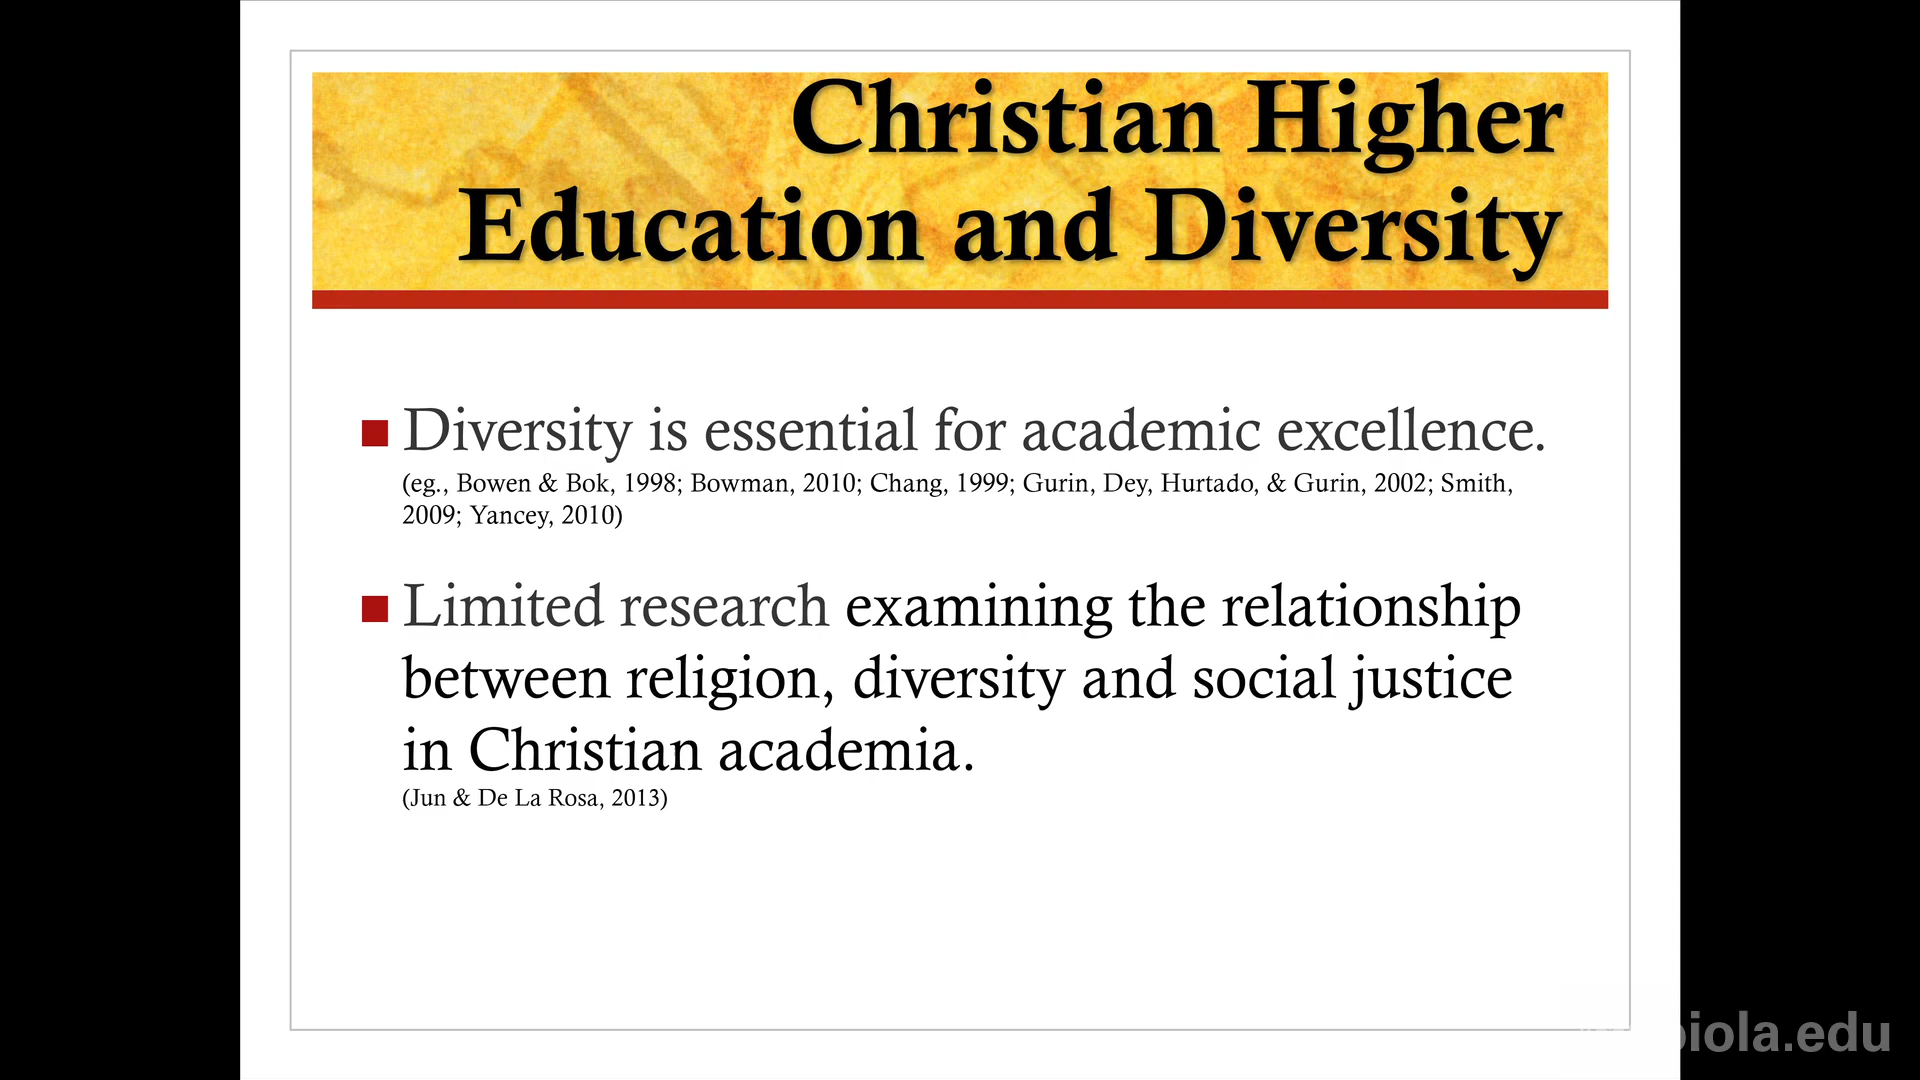 Christian Higher
Education and Diversity
Diversity is essential for academic excellence.
(eg., Bowen & Bok, 1998; Bowman, 2010; Chang, 1999; Gurin, Dey, Hurtado, & Gurin, 2002; Smith,
2009; Yancey, 2010)
Limited research examining the relationship
between religion, diversity and social justice
in Christian academia.
(Jun & De La Rosa, 2013)
biola.edu